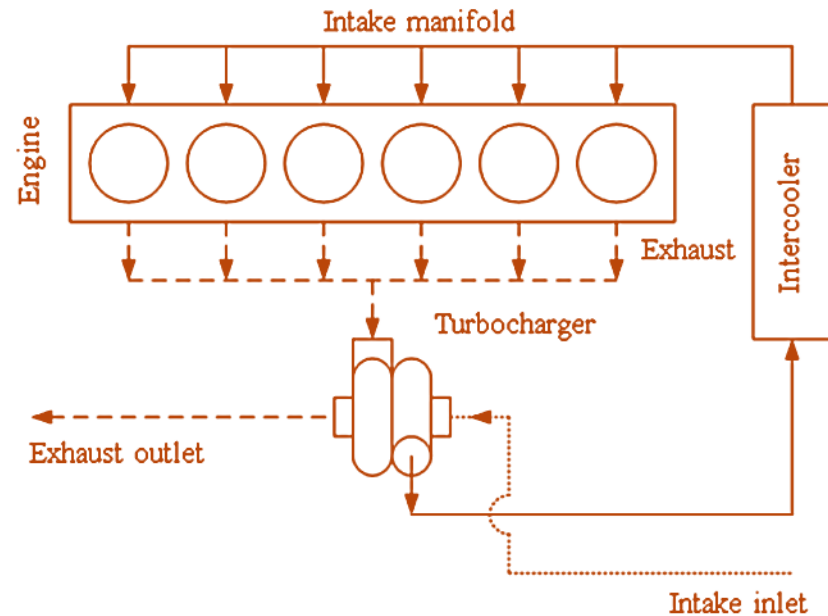 Intake manifold
Engine
Exhaust
Intercooler
Turbocharger
Exhaust outlet
Intake inlet